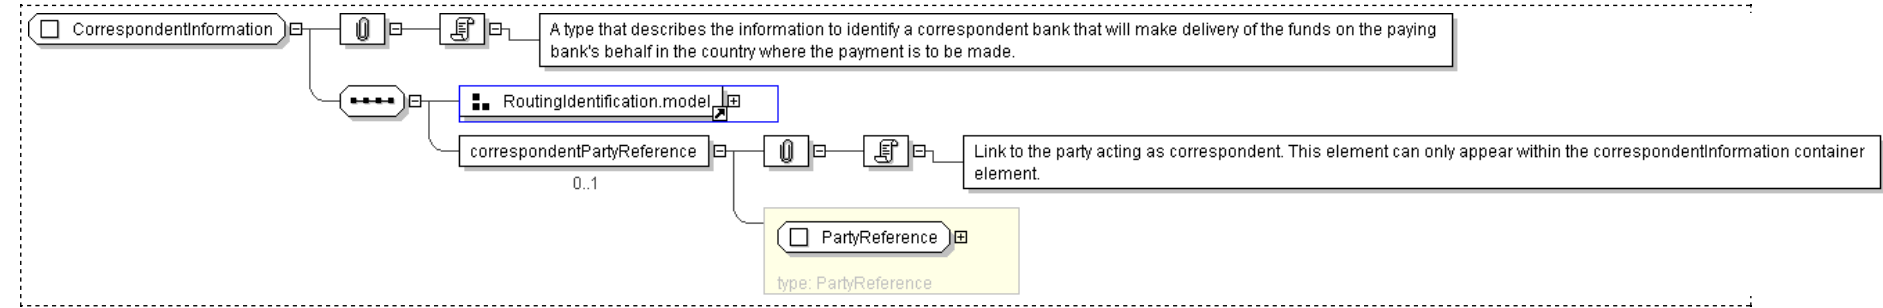 CorrespondentInformation
A type that describes the information to identify a correspondent bank that will make delivery of the funds on the paying
bank's behalf in the country where the payment is to be made.
RoutingIdentification.model
correspondentPartyReference
0..1
Link to the party acting as correspondent. This element can only appear within the correspondentInformation container
element.
PartyReference
type: PartyReference